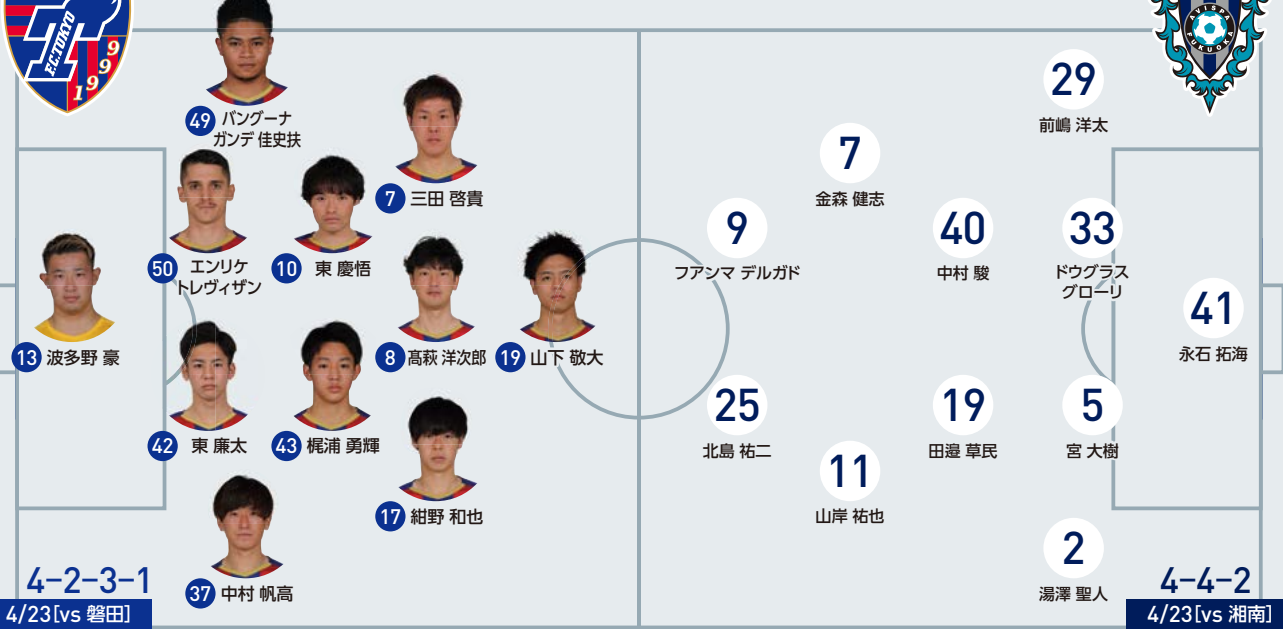 F.C.TOKYO
1999
AVISPA
FUKUOKA
49 バングーナ
ガンデ 佳史扶
7 三田 啓貴
50 エンリケ
トレヴィザン
10 東 慶悟
13 波多野 豪
8 髙萩 洋次郎
19 山下 敬大
42 東 廉太
43 梶浦 勇輝
17 紺野 和也
37 中村 帆高
4-2-3-1
4/23[vs 磐田]
29
前嶋 洋太
7
金森 健志
9
フアンマ デルガド
40
中村 駿
33
ドウグラス
グローリ
41
永石 拓海
25
北島 祐二
19
田邉 草民
5
宮 大樹
11
山岸 祐也
2
湯澤 聖人
4-4-2
4/23[vs 湘南]